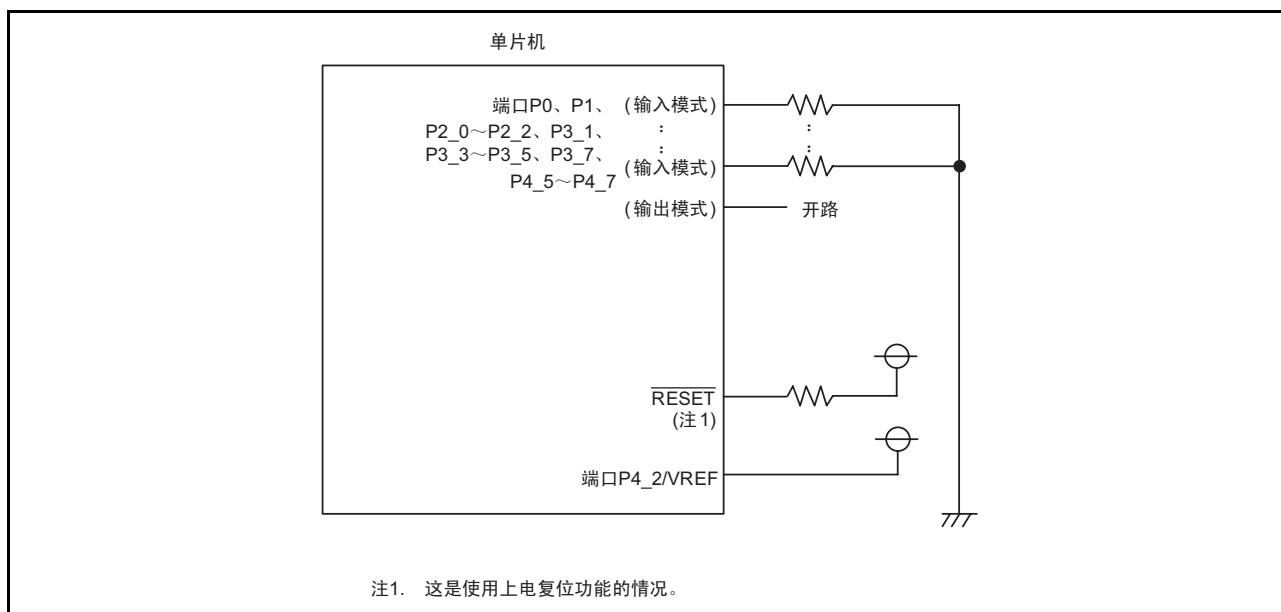 单片机
端口P0、P1、 (输入模式)
P2_0～P2_2、P3_1、
P3_3～P3_5、P3_7、
(输入模式)
P4_5～P4_7
(输出模式) 开路
RESET
(注1)
端口P4_2/VREF
注1. 这是使用上电复位功能的情况。